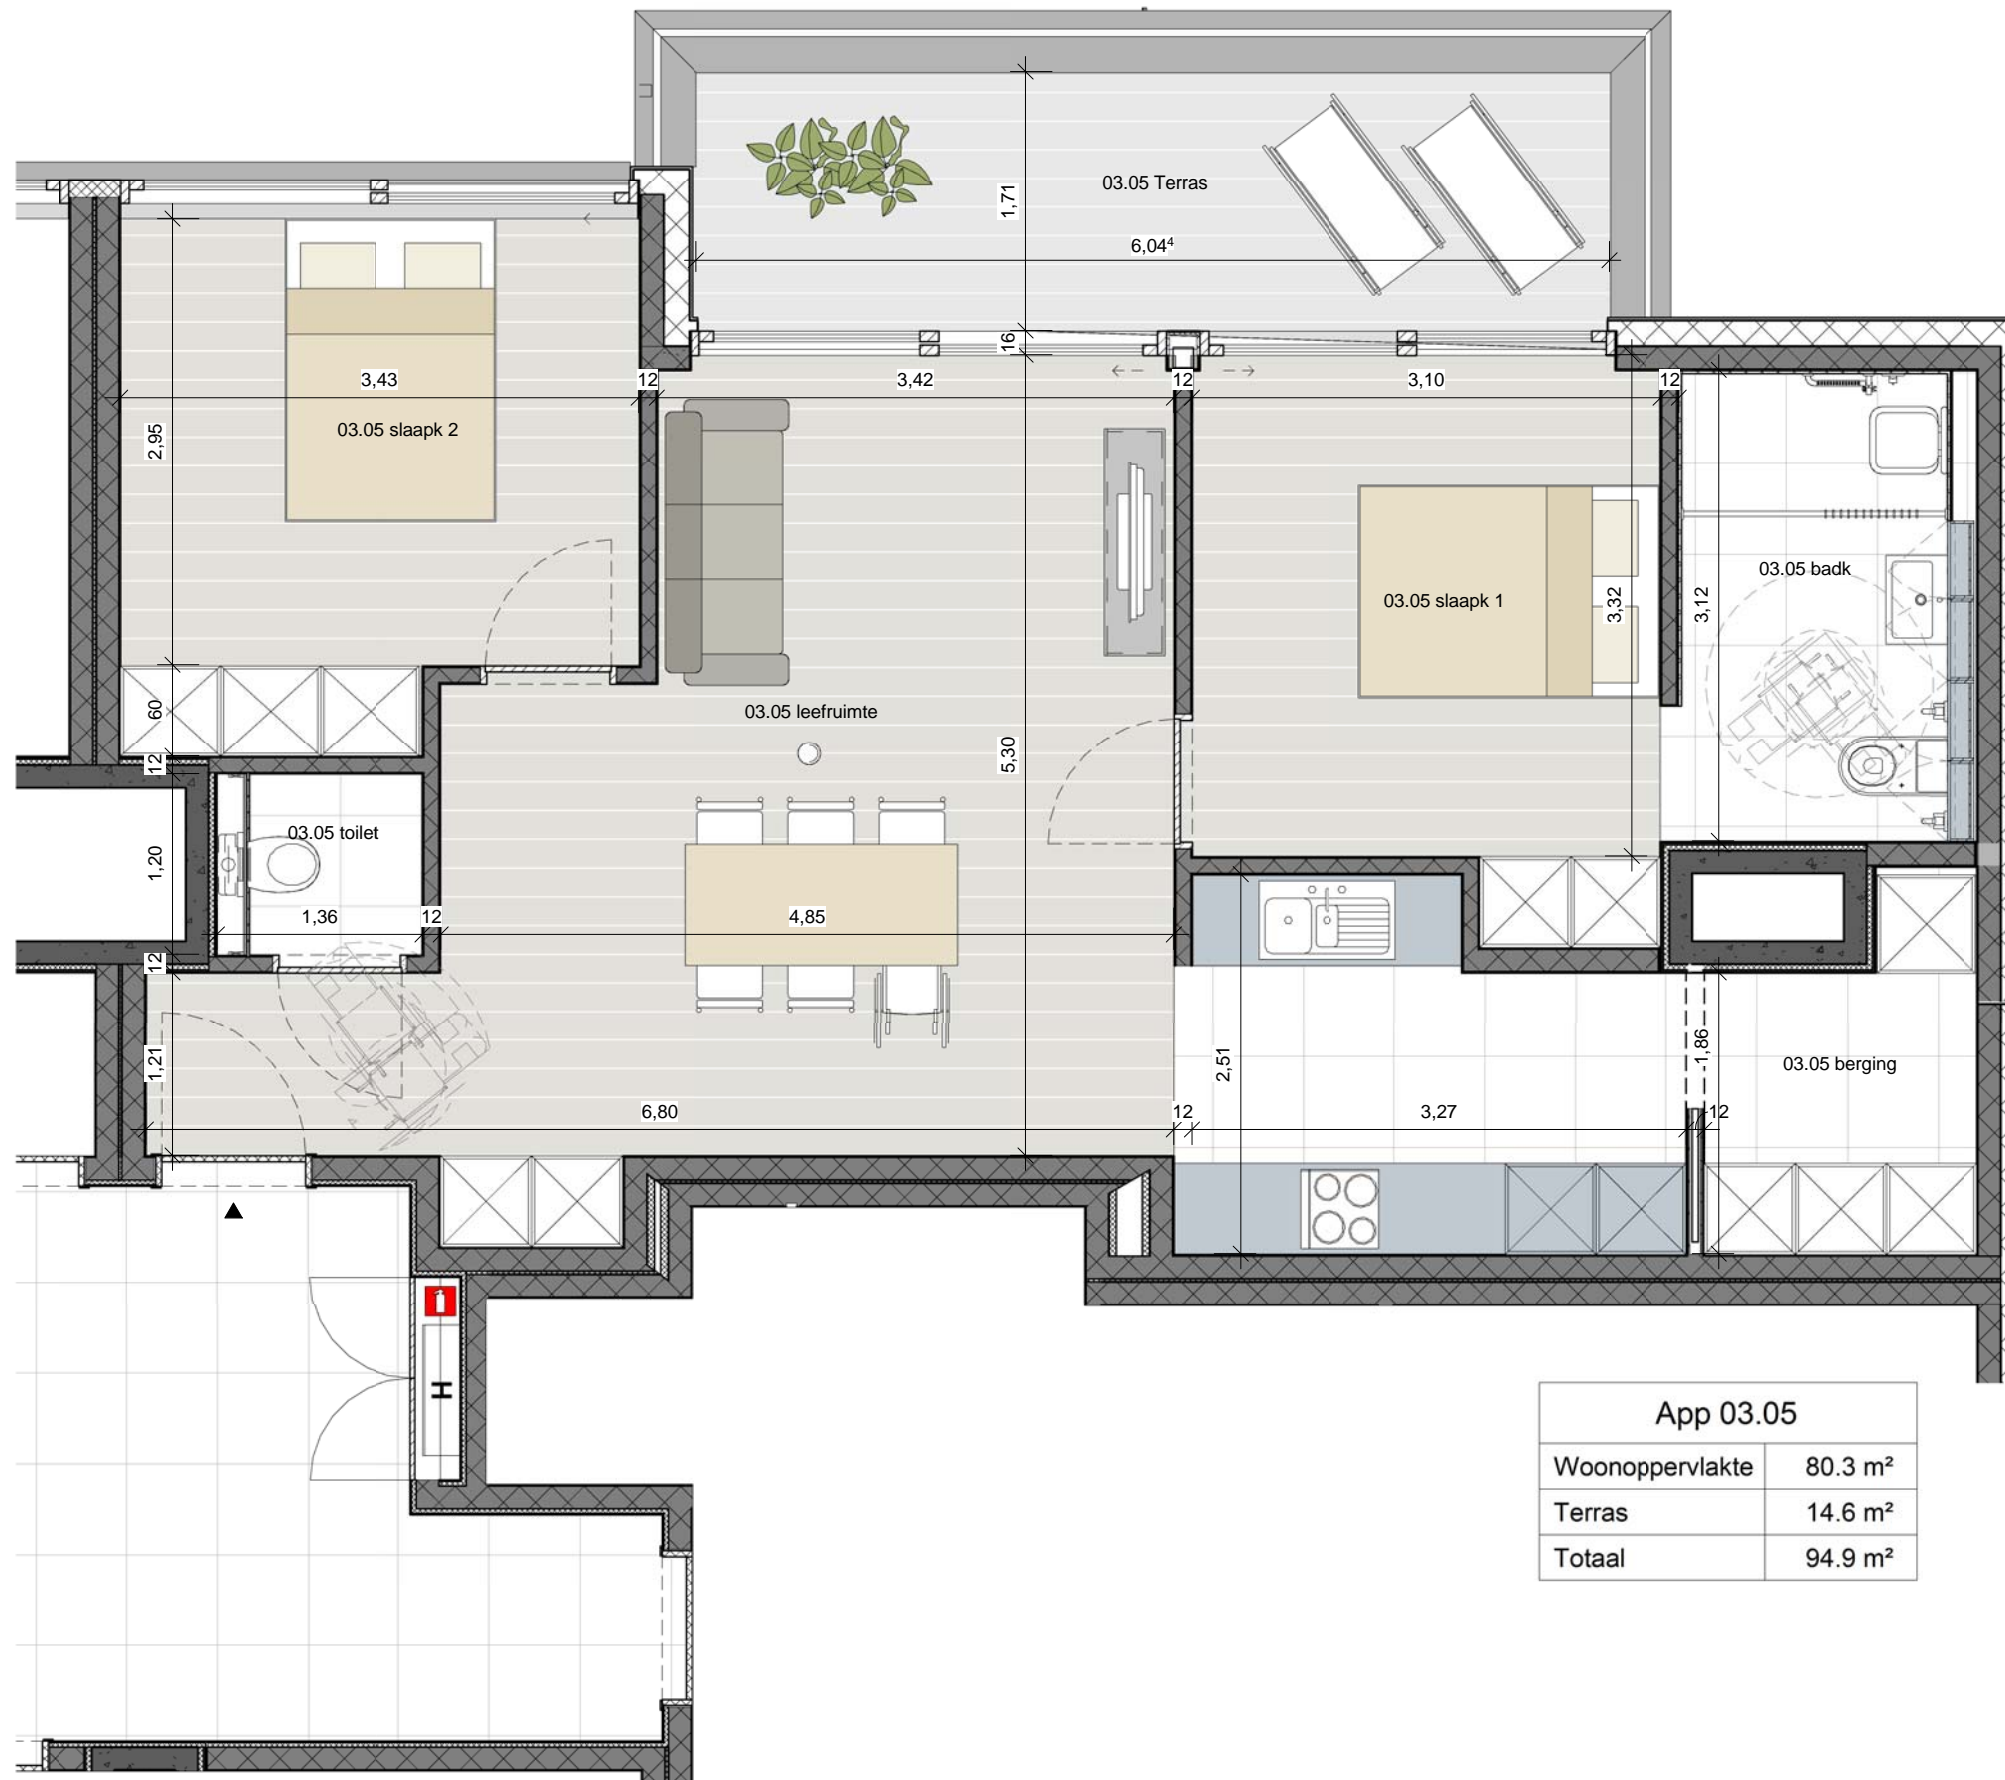 1,71
03.05 Terras
6,04⁴
16
3,43
12
3,42
12
3,10
12
2,95
03.05 slaapk 2
03.05 slaapk 1
3,32
3,12
03.05 badk
60
03.05 leefruimte
5,30
12
03.05 toilet
1,20
1,36
12
4,85
12
1,21
2,51
1,86
03.05 berging
6,80
12
3,27
12
H
App 03.05
Woonoppervlakte 80.3 m²
Terras 14.6 m²
Totaal 94.9 m²